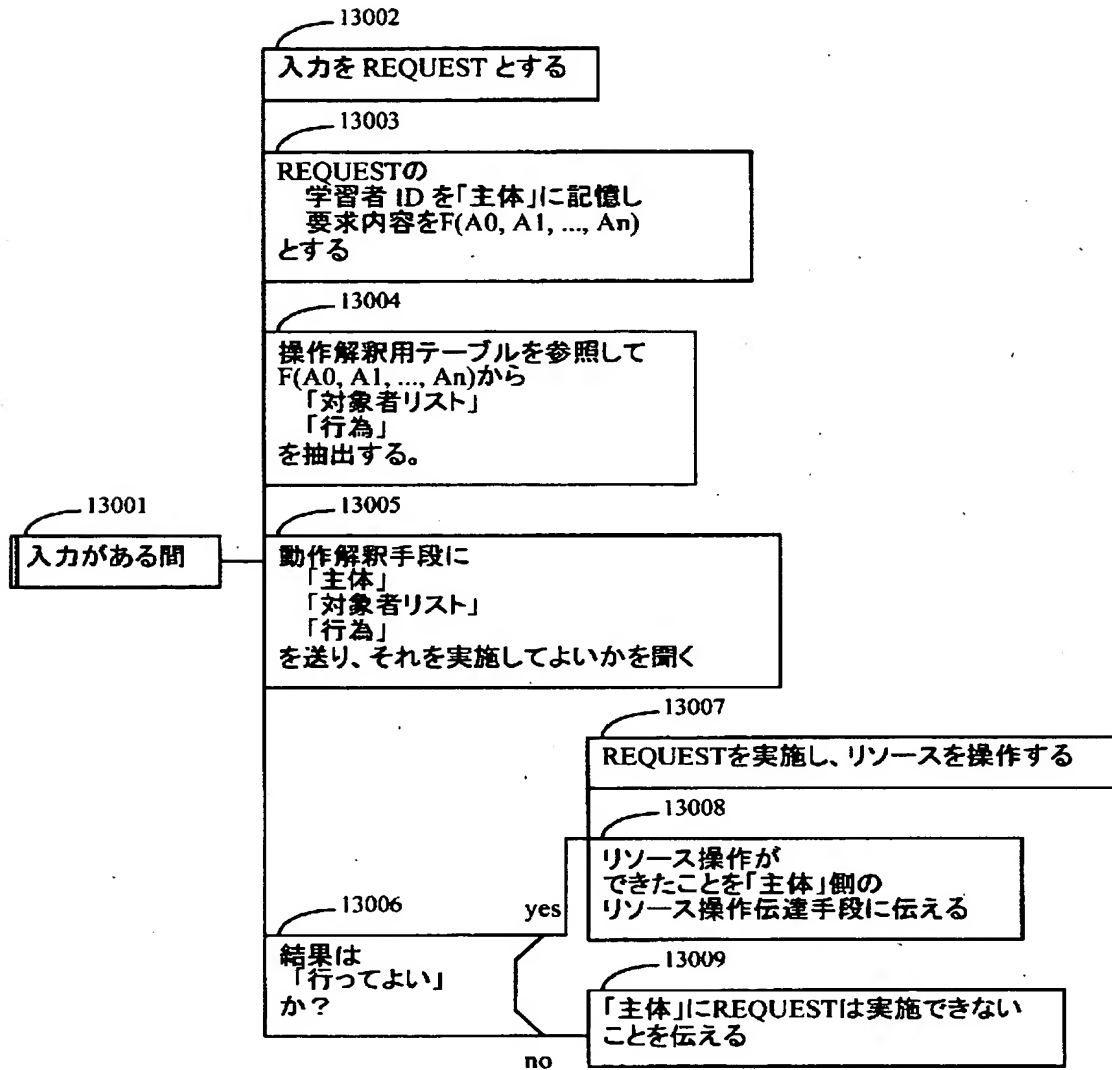 13002
入力を REQUEST とする
13003
REQUESTの
学習者 ID を「主体」に記憶し
要求内容をF(A0, A1, ..., An)
とする
13004
操作解釈用テーブルを参照して
F(A0, A1, ..., An)から
「対象者リスト」
「行為」
を抽出する。
13001
入力がある間
13005
動作解釈手段に
「主体」
「対象者リスト」
「行為」
を送り、それを実施してよいかを聞く
13007
REQUESTを実施し、リソースを操作する
13008
リソース操作が
できたことを「主体」側の
リソース操作伝達手段に伝える
13006
yes
結果は
「行ってよい」
か？
13009
「主体」にREQUESTは実施できない
ことを伝える
no